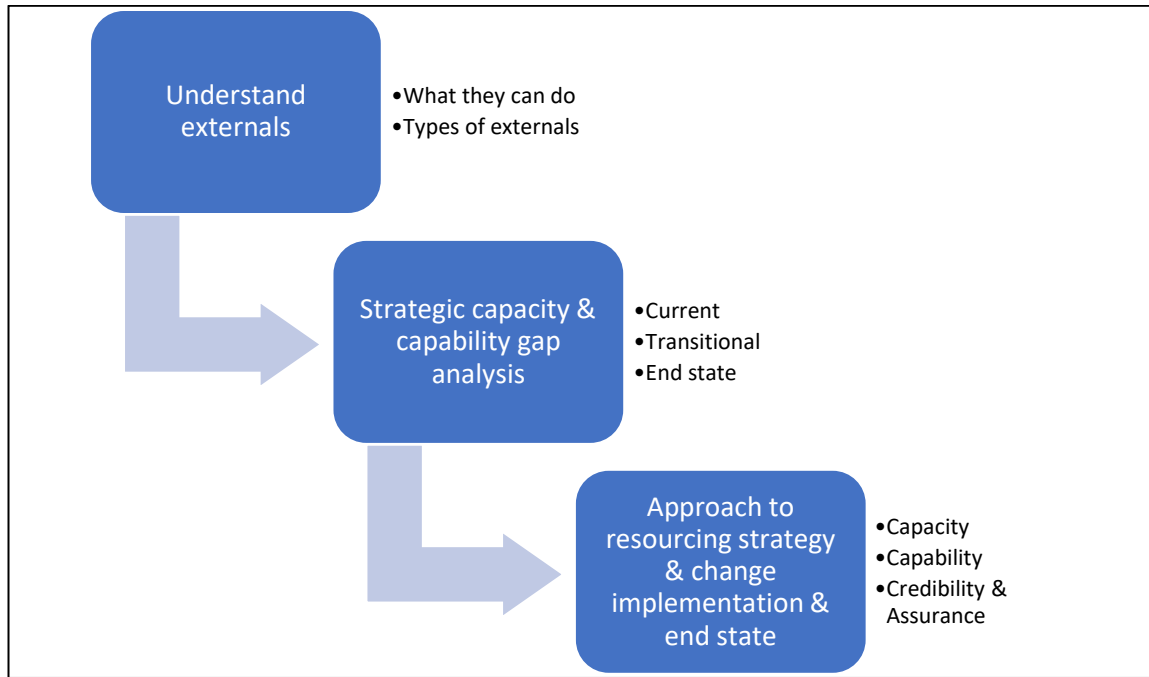 Understand
externals
•What they can do
•Types of externals
Strategic capacity &
capability gap
analysis
•Current
•Transitional
•End state
Approach to
resourcing strategy
& change
implementation &
end state
•Capacity
•Capability
•Credibility &
Assurance